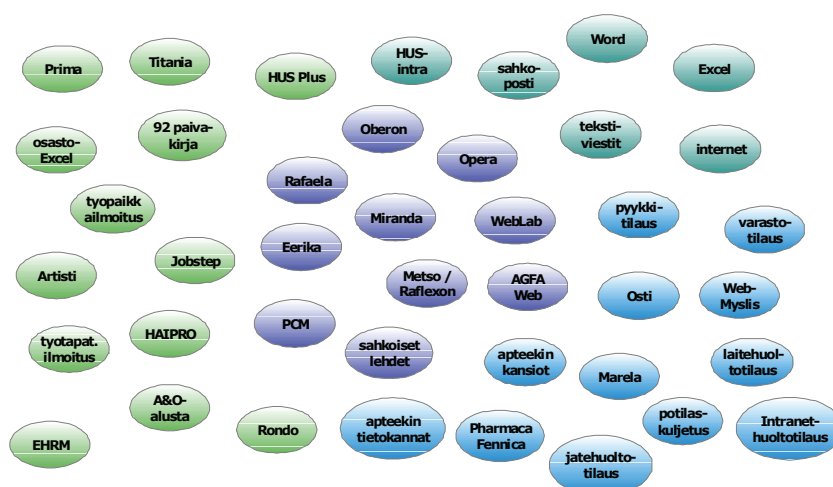 Prima
Titania
HUS Plus
HUS-
intra
sahko-
posti
Word
Excel
osasto-
Excel
92 paiva-
kirja
Oberon
Opera
teksti-
viestit
internet
Rafaela
työpaikk
ailmoitus
Miranda
WebLab
pyykki-
tilaus
varasto-
tilaus
Eerika
Jobstep
Artisti
Metso /
Raflexon
AGFA
Web
Osti
Web-
Myslis
PCM
HAIPRO
tyotapat.
ilmoitus
sahkoiset
lehdet
apteekin
kansiot
Marela
laitehuol-
totilaus
A&O-
alusta
EHRM
Rondo
apteekin
tietokannat
Pharmaca
Fennica
potilas-
kuljetus
Intranet-
huoltotilaus
jatehuolto-
tilaus